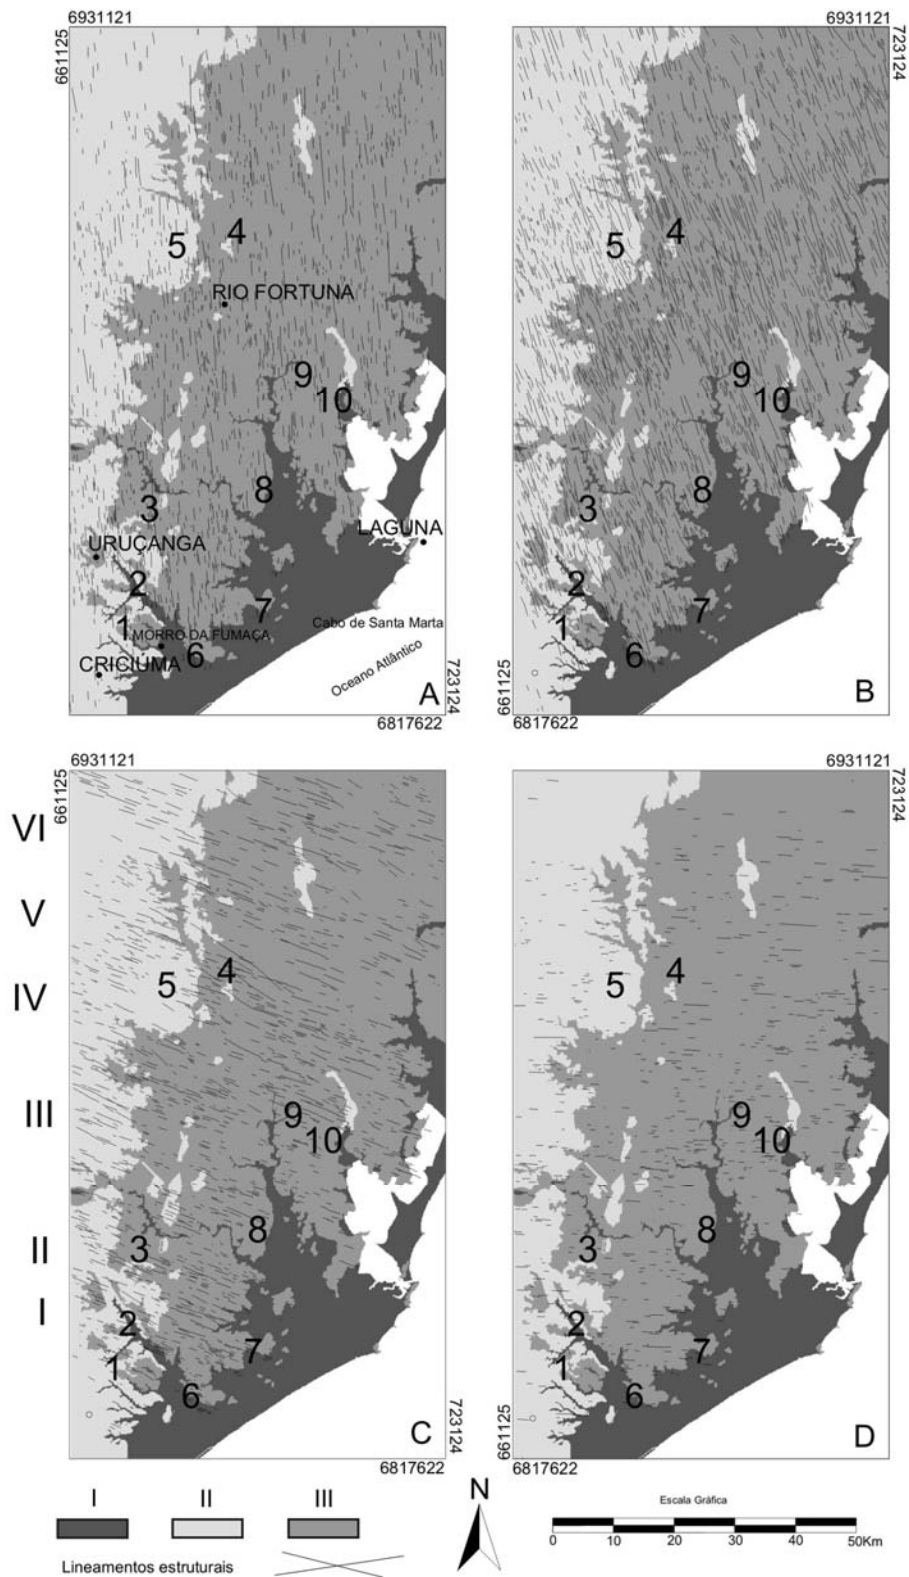 6931121
6931121
661125
723124
5
4
RIO FORTUNA
9
10
3
8
LAGUNA
URUÇANGA
2
7
1
MORRO DA FUMAÇA
6
Cabo de Santa Marta
CRICIUMA
Oceano Atlântico
A
723124
6817622
5
4
9
10
3
8
2
7
1
6
661125
B
6817622
6931121
6931121
661125
723124
VI
V
IV
III
II
I
5
4
9
10
3
8
2
7
1
6
C
723124
6817622
5
4
9
10
3
8
2
7
1
6
661125
D
6817622
I II III
Lineamentos estruturais
N
Escala Gráfica
0 10 20 30 40 50Km